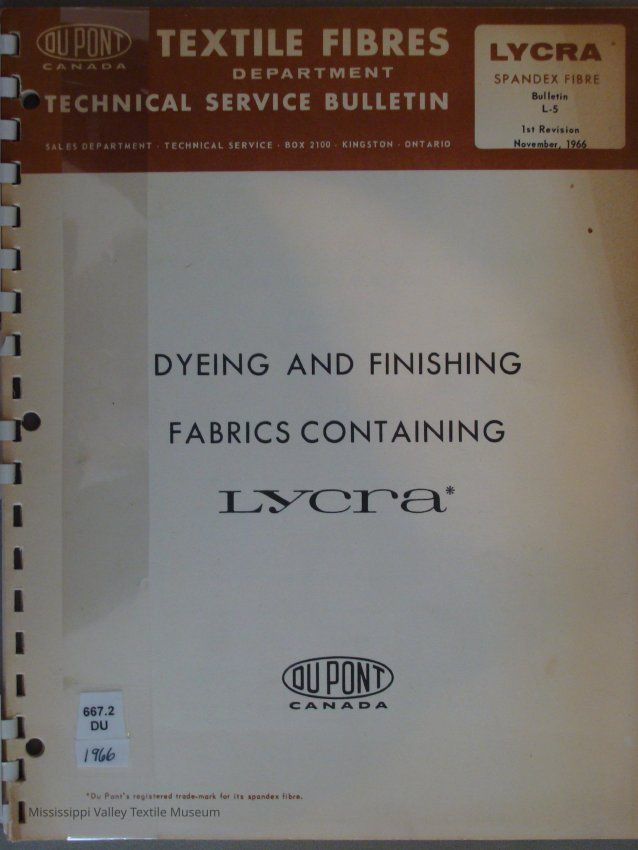 DU PONT
CANADA
TEXTILE FIBRES
DEPARTMENT
TECHNICAL SERVICE BULLETIN
SALES DEPARTMENT · TECHNICAL SERVICE · BOX 2100 · KINGSTON · ONTARIO
LYCRA
SPANDEX FIBRE
Bulletin
L-5
1st Revision
November, 1966
DYEING AND FINISHING
FABRICS CONTAINING
Lycra*
DU PONT
CANADA
667.2
DU
1966
*Du Pont's registered trade-mark for its spandex fibre.
Mississippi Valley Textile Museum